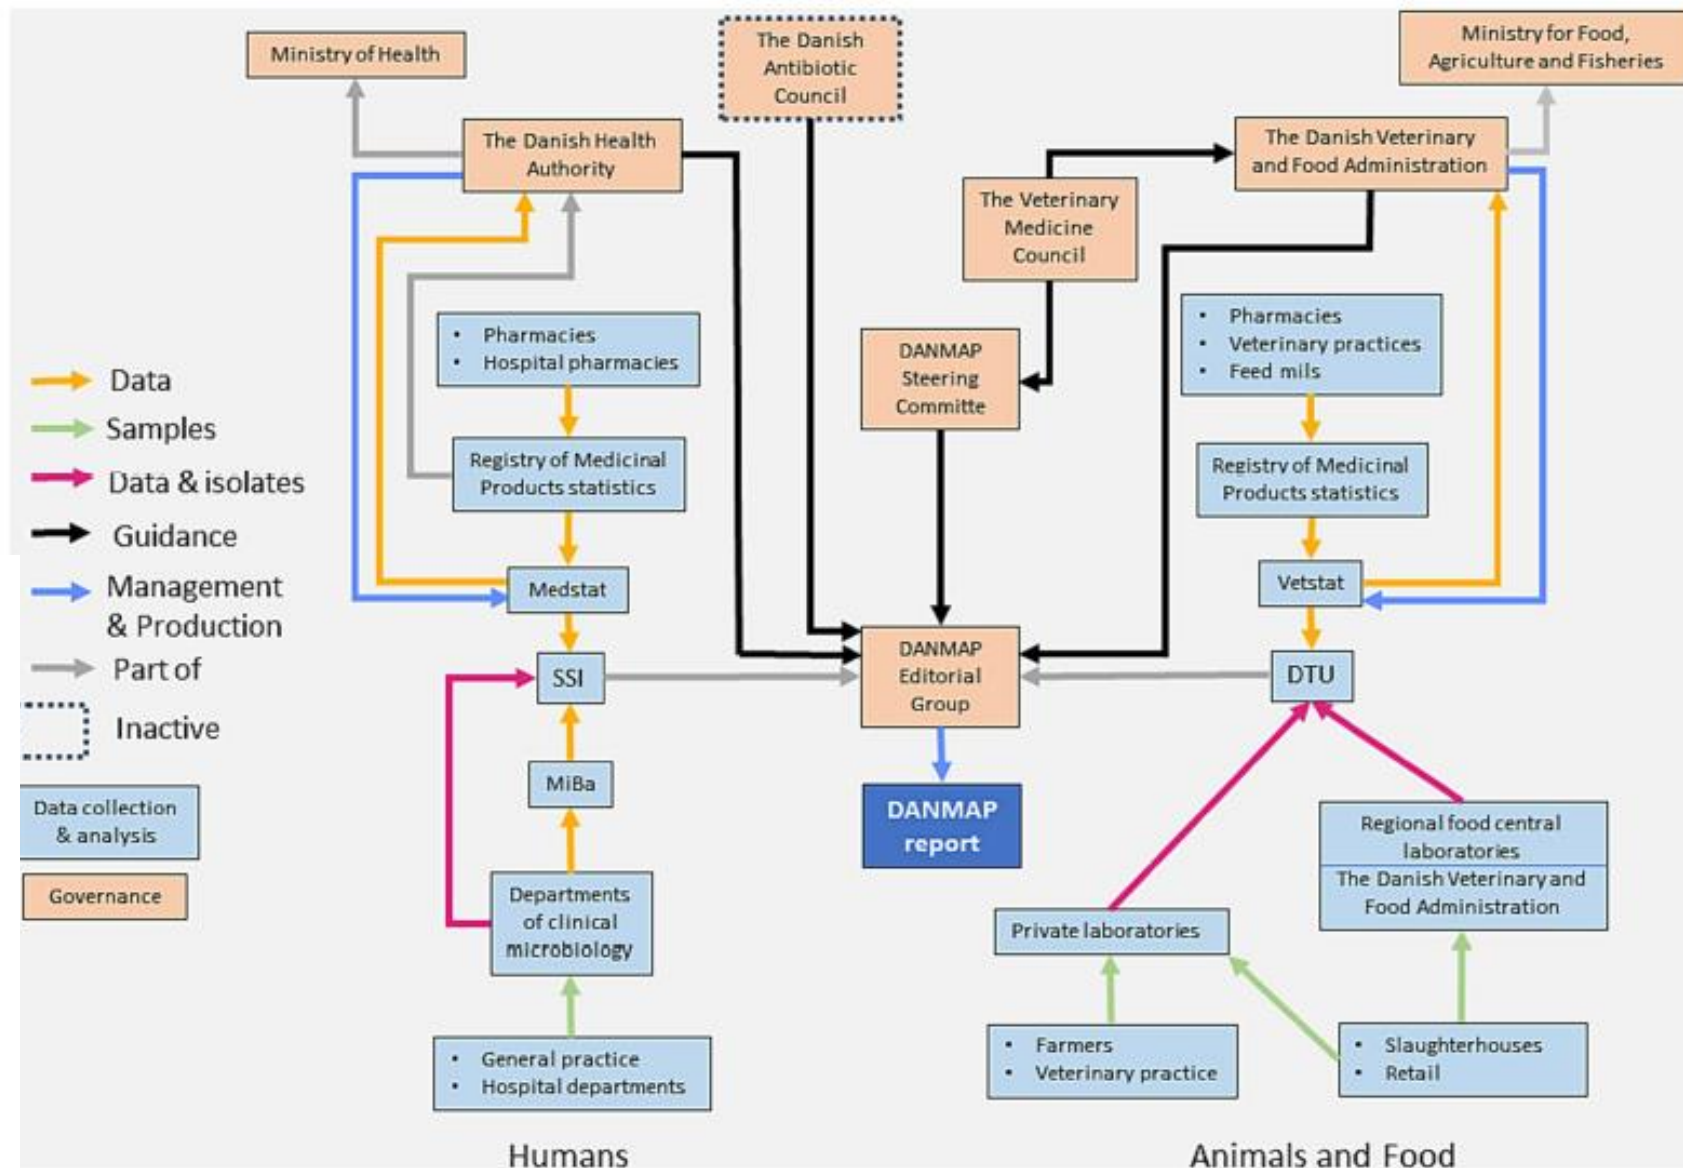 Ministry of Health
The Danish
Antibiotic
Council
Ministry for Food,
Agriculture and Fisheries
The Danish Health
Authority
The Danish Veterinary
and Food Administration
The Veterinary
Medicine
Council
• Pharmacies
• Hospital pharmacies
DANMAP
Steering
Committe
• Pharmacies
• Veterinary practices
• Feed mils
Data
Samples
Data & isolates
Guidance
Management
& Production
Part of
Inactive
Data collection
& analysis
Governance
Registry of Medicinal
Products statistics
Registry of Medicinal
Products statistics
Medstat
Vetstat
SSI
DANMAP
Editorial
Group
DTU
MiBa
DANMAP
report
Regional food central
laboratories
The Danish Veterinary and
Food Administration
Departments
of clinical
microbiology
Private laboratories
• General practice
• Hospital departments
• Farmers
• Veterinary practice
• Slaughterhouses
• Retail
Humans
Animals and Food